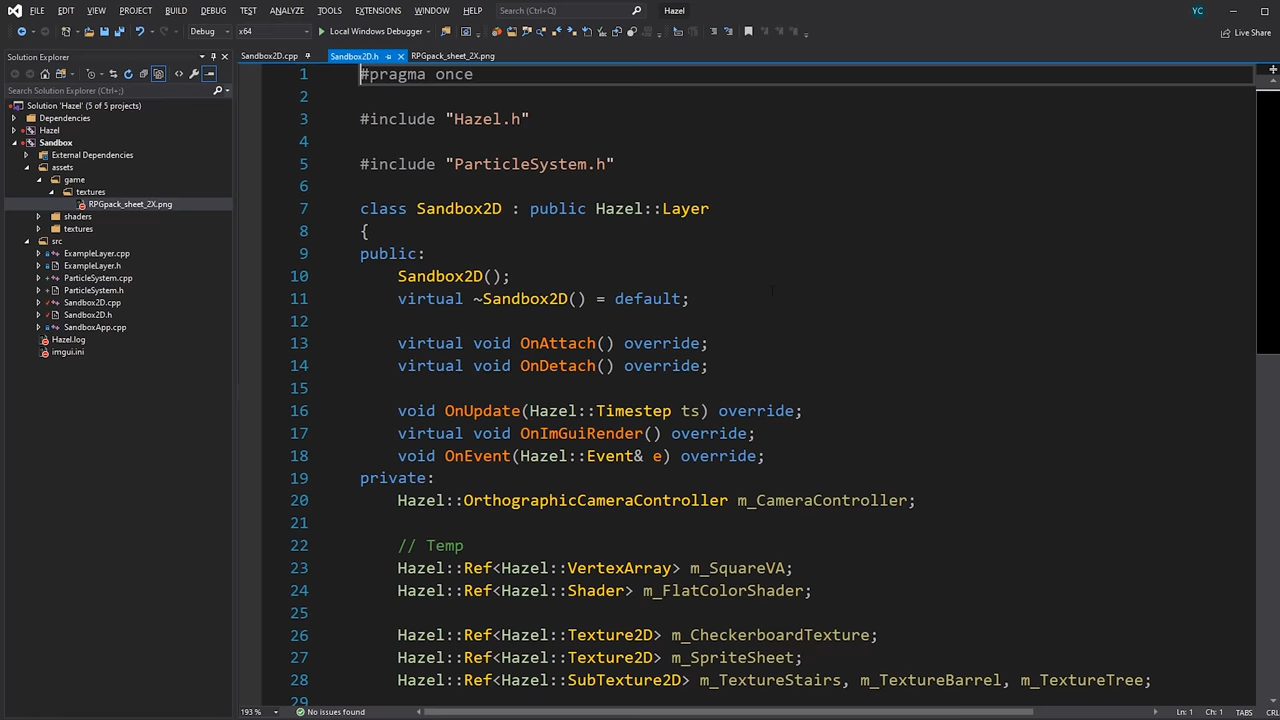 FILE EDIT VIEW GIT PROJECT BUILD DEBUG TEST ANALYZE TOOLS EXTENSIONS WINDOW HELP Search (Ctrl+Q) Hazel YC
Debug x64 Local Windows Debugger Live Share
Solution Explorer
Sandbox2D.cpp Sandbox2D.h RPGpack_sheet_2X.png
Search Solution Explorer (Ctrl+;)
Solution 'Hazel' (5 of 5 projects)
Dependencies
Hazel
Sandbox
External Dependencies
assets
game
textures
RPGpack_sheet_2X.png
shaders
textures
src
ExampleLayer.cpp
ExampleLayer.h
ParticleSystem.cpp
ParticleSystem.h
Sandbox2D.cpp
Sandbox2D.h
SandboxApp.cpp
Hazel.log
imgui.ini
1 #pragma once
2
3 #include "Hazel.h"
4
5 #include "ParticleSystem.h"
6
7 class Sandbox2D : public Hazel::Layer
8 {
9 public:
10 Sandbox2D();
11 virtual ~Sandbox2D() = default;
12
13 virtual void OnAttach() override;
14 virtual void OnDetach() override;
15
16 void OnUpdate(Hazel::Timestep ts) override;
17 virtual void OnImGuiRender() override;
18 void OnEvent(Hazel::Event& e) override;
19 private:
20 Hazel::OrthographicCameraController m_CameraController;
21
22 // Temp
23 Hazel::Ref<Hazel::VertexArray> m_SquareVA;
24 Hazel::Ref<Hazel::Shader> m_FlatColorShader;
25
26 Hazel::Ref<Hazel::Texture2D> m_CheckerboardTexture;
27 Hazel::Ref<Hazel::Texture2D> m_SpriteSheet;
28 Hazel::Ref<Hazel::SubTexture2D> m_TextureStairs, m_TextureBarrel, m_TextureTree;
29
193 % No issues found Ln: 1 Ch: 1 TABS CRL